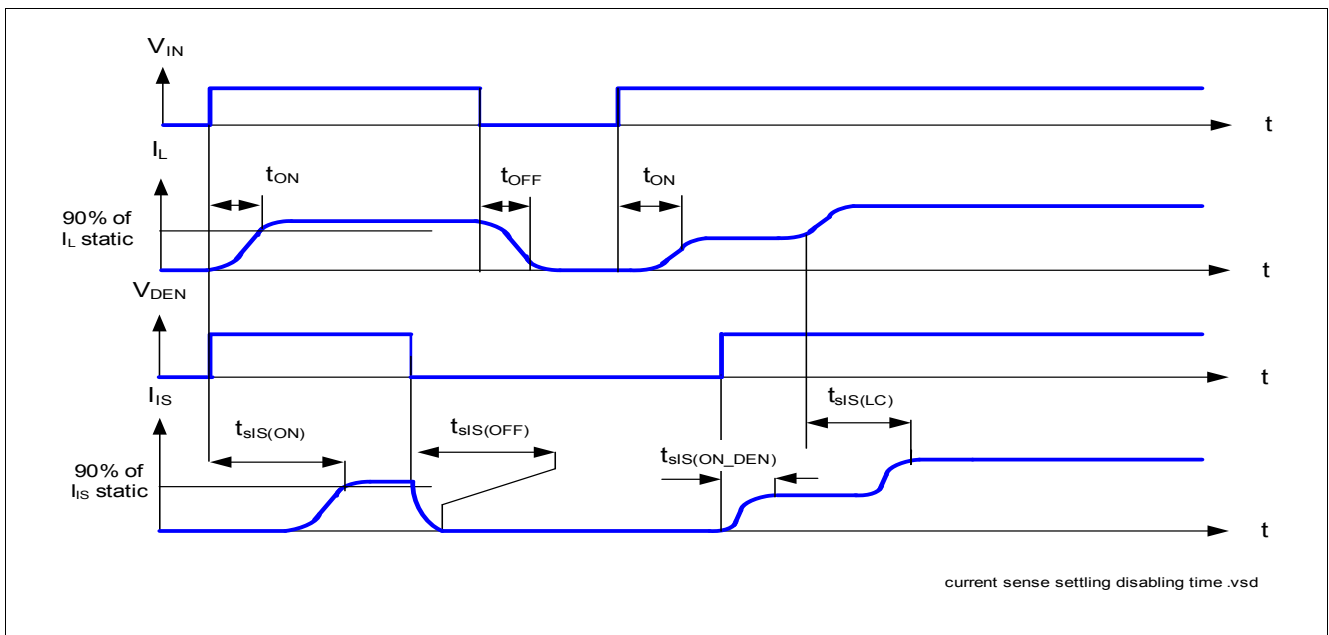 VIN
t
IL
tON
tOFF
tON
90% of
IL static
t
VDEN
t
IIS
tsIS(ON)
tsIS(OFF)
tsIS(LC)
tsIS(ON_DEN)
90% of
IIS static
t
current sense settling disabling time .vsd